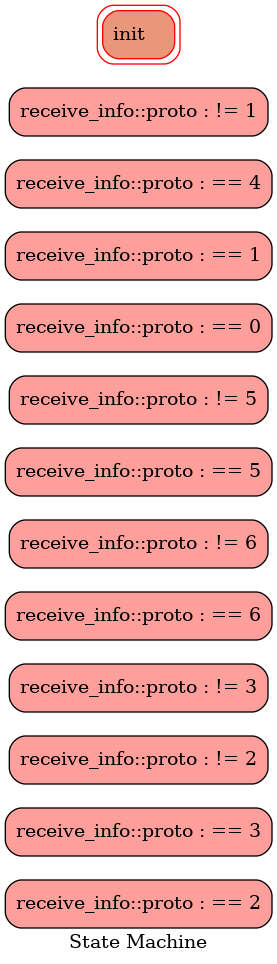 init
receive_info::proto : != 1
receive_info::proto : == 4
receive_info::proto : == 1
receive_info::proto : == 0
receive_info::proto : != 5
receive_info::proto : == 5
receive_info::proto : != 6
receive_info::proto : == 6
receive_info::proto : != 3
receive_info::proto : != 2
receive_info::proto : == 3
receive_info::proto : == 2
State Machine